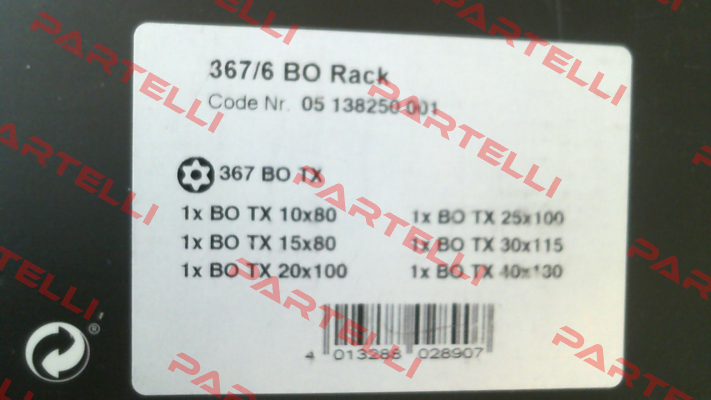 367/6 BO Rack
Code Nr. 05 138250 001
367 BO TX
1x BO TX 10x80 1x BO TX 25x100
1x BO TX 15x80 1x BO TX 30x115
1x BO TX 20x100 1x BO TX 40x130
4 013288 028907
®
PARTELLI
PARTELLI
PARTELLI
PARTELLI
PARTELLI
PARTELLI